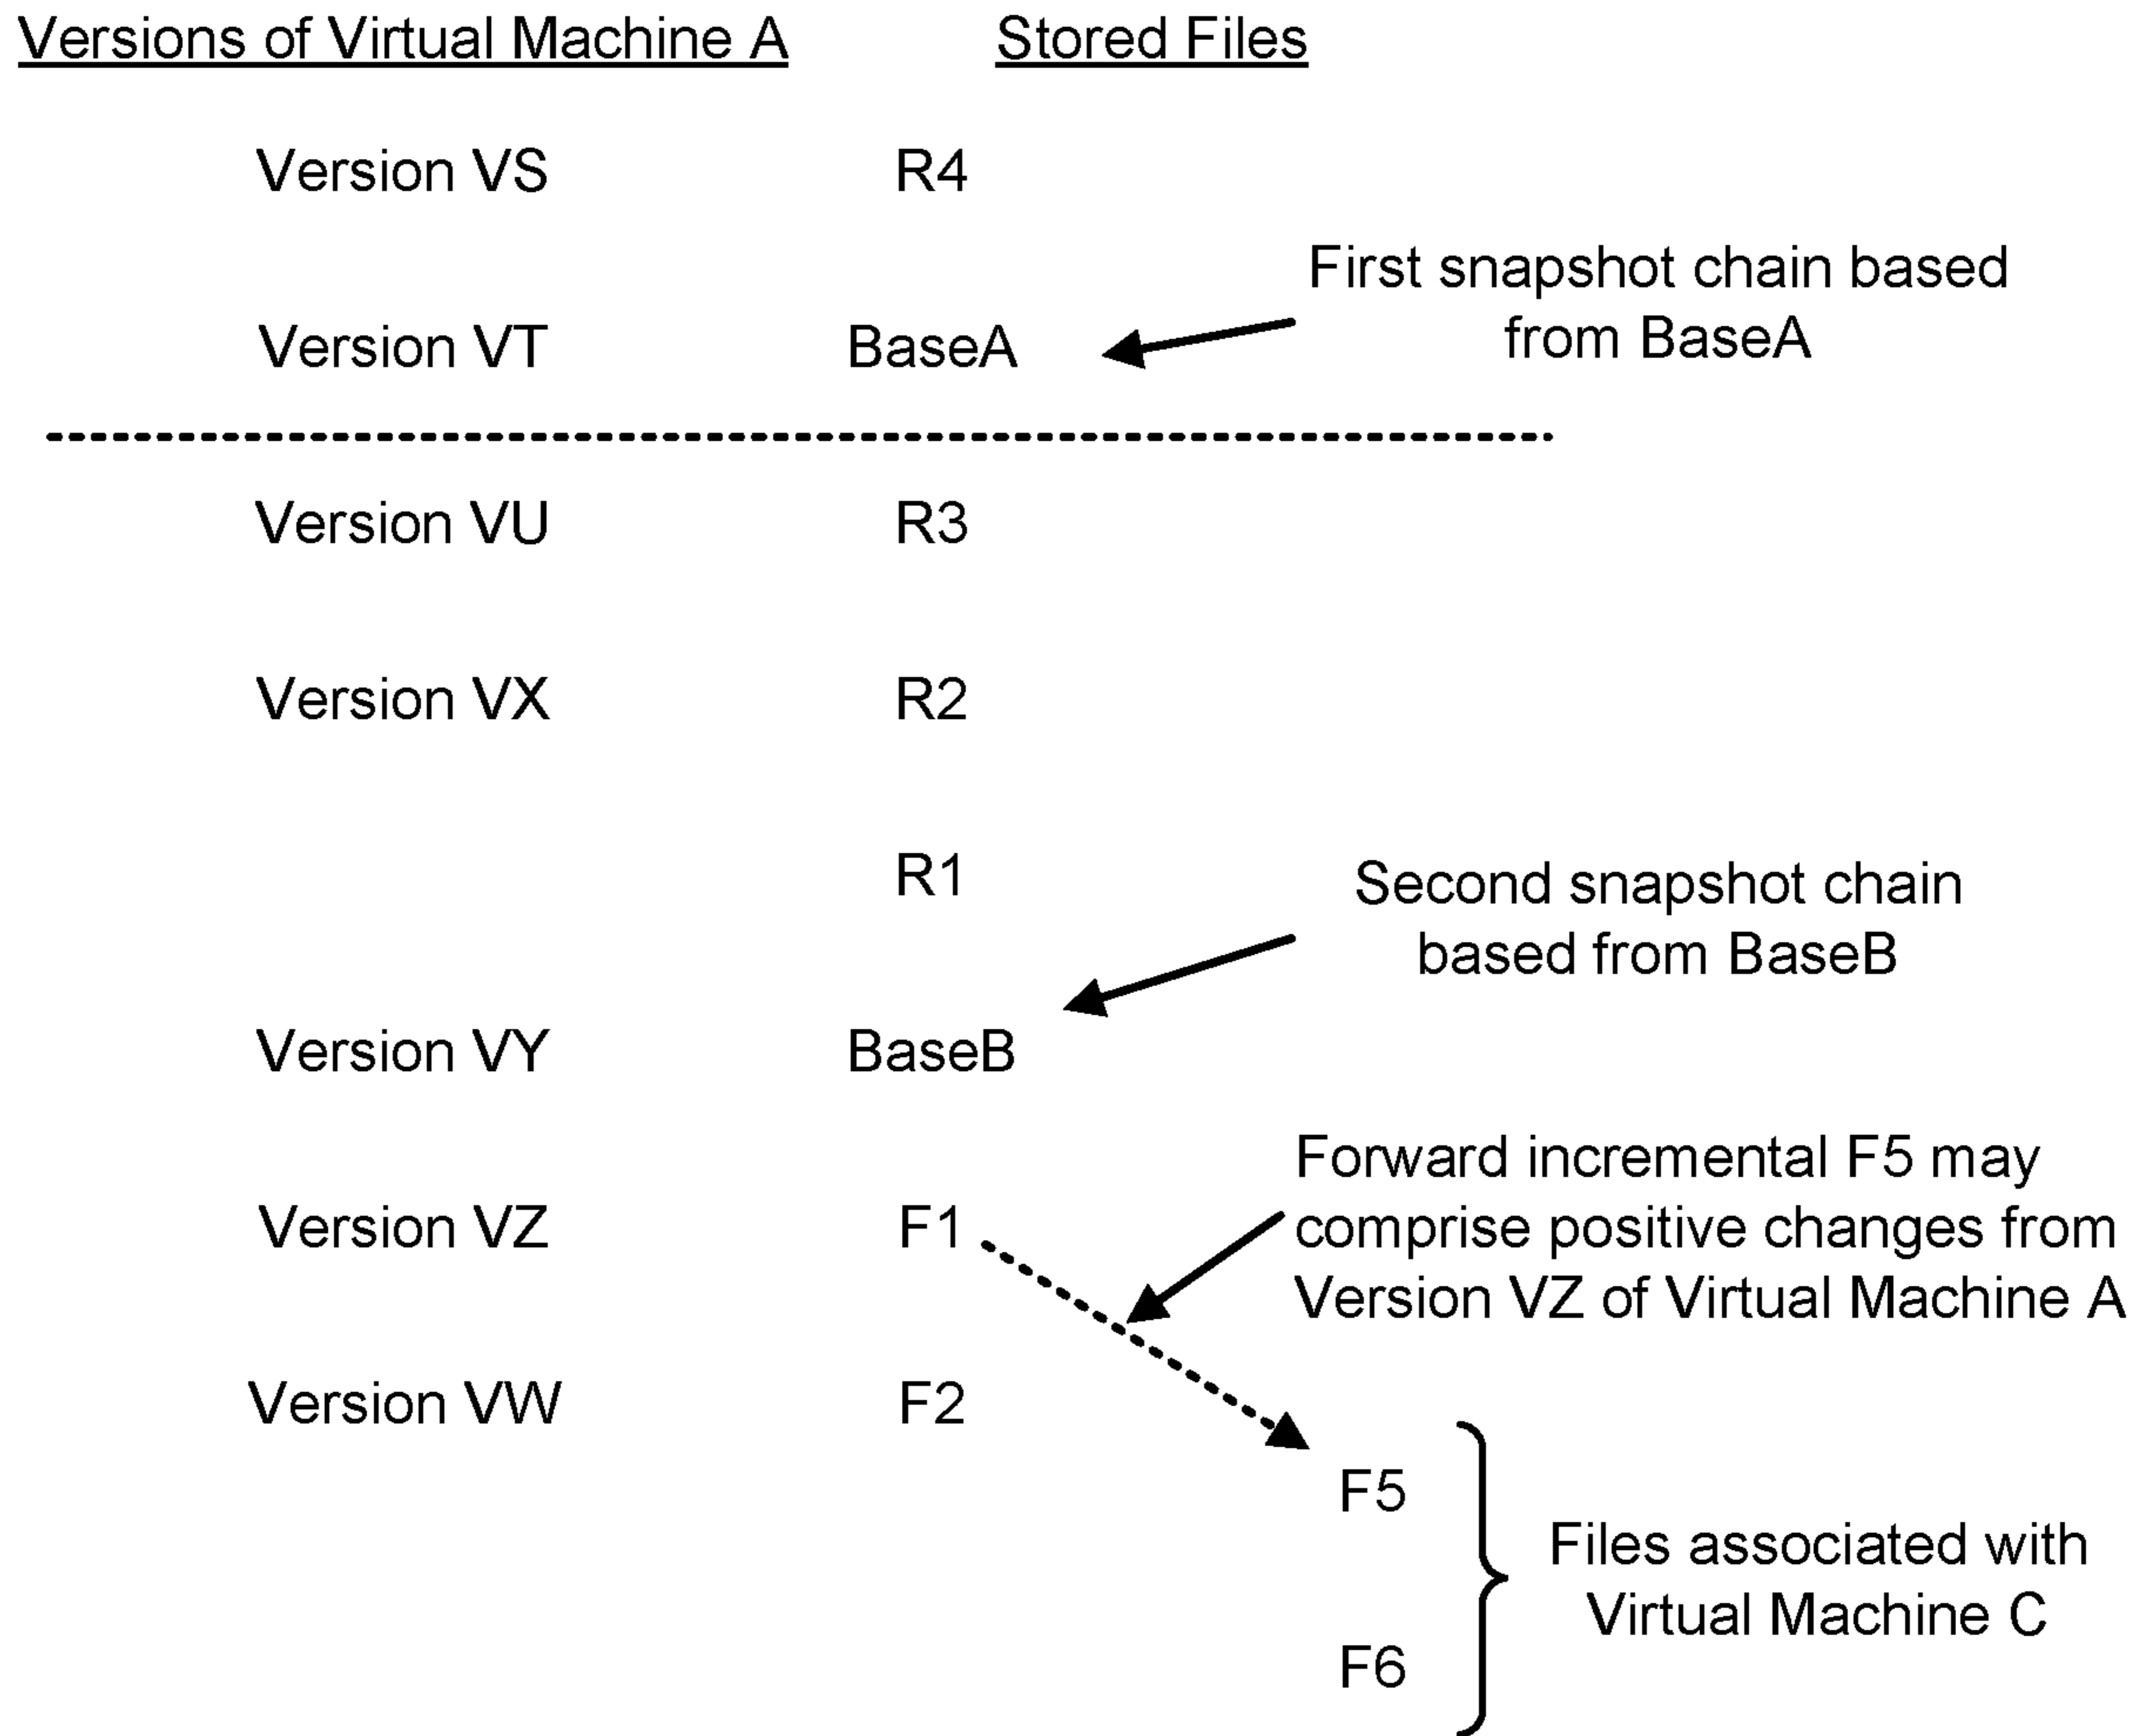 Versions of Virtual Machine A
Stored Files
Version VS
R4
First snapshot chain based
from BaseA
Version VT
BaseA
Version VU
R3
Version VX
R2
R1
Second snapshot chain
based from BaseB
Version VY
BaseB
Forward incremental F5 may
comprise positive changes from
Version VZ of Virtual Machine A
Version VZ
F1
Version VW
F2
F5
Files associated with
Virtual Machine C
F6